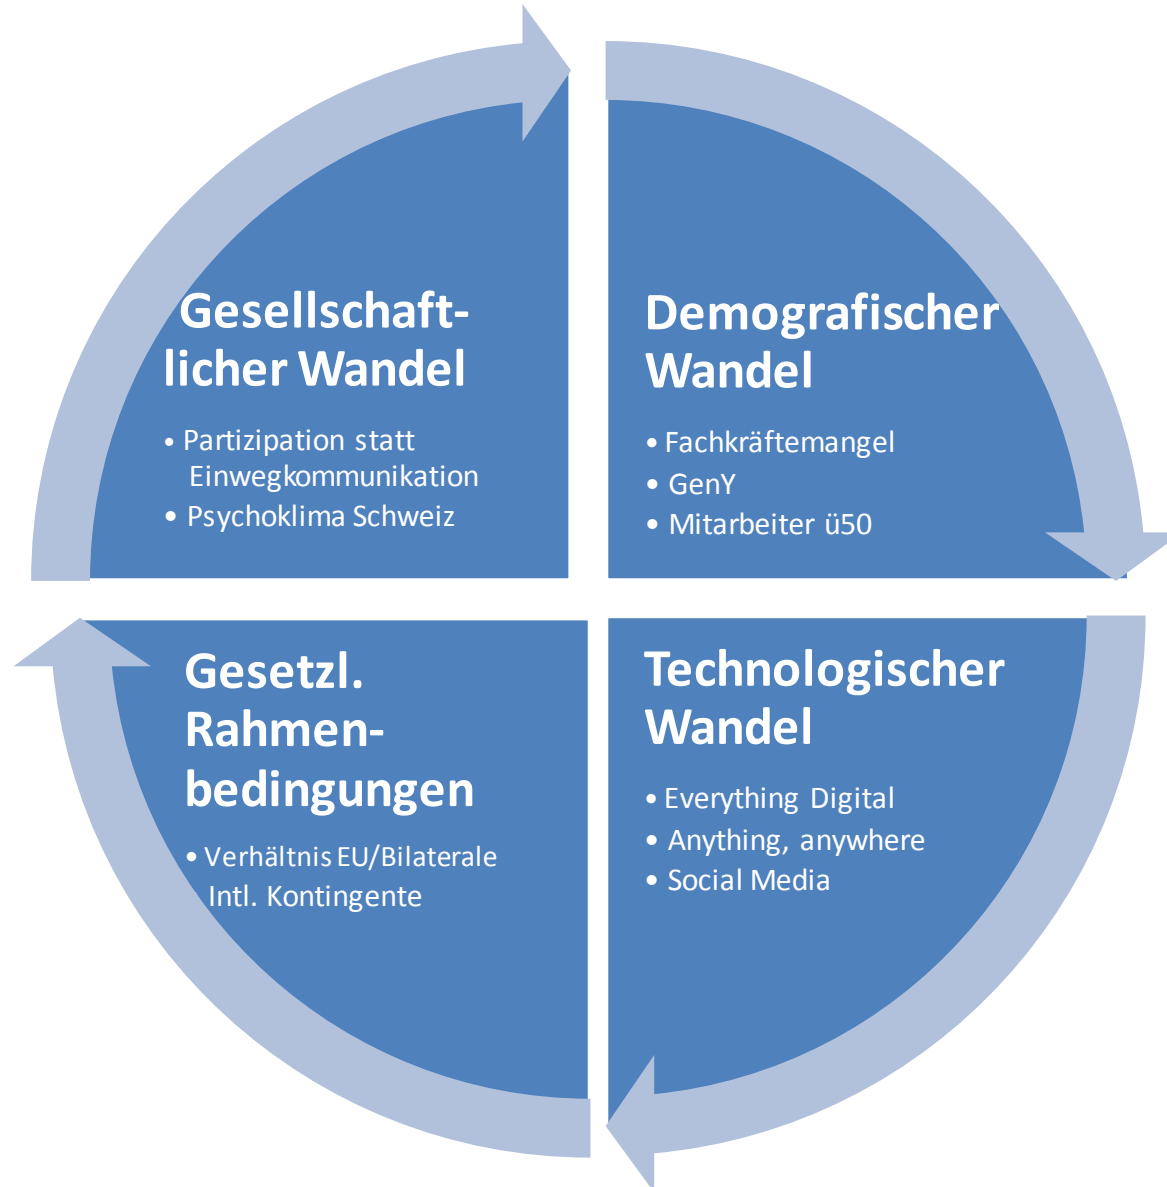 Gesellschaft-
licher Wandel
• Partizipation statt
Einwegkommunikation
• Psychoklima Schweiz
Demografischer
Wandel
• Fachkräftemangel
• GenY
• Mitarbeiter ü50
Gesetzl.
Rahmen-
bedingungen
• Verhältnis EU/Bilaterale
Intl. Kontingente
Technologischer
Wandel
• Everything Digital
• Anything, anywhere
• Social Media